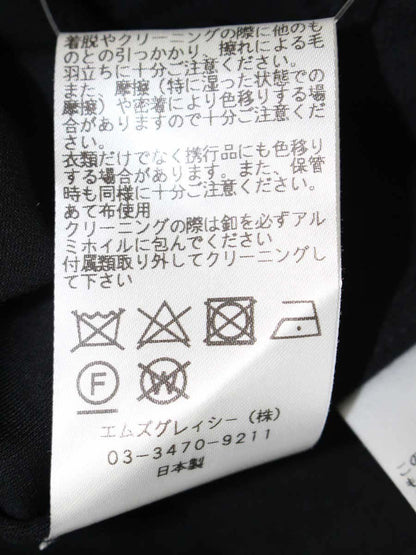 着脱やクリーニングの際に他のも
のとの引っかかり、擦れによる毛
羽立ちに十分ご注意ください。
また、摩擦（特に湿った状態での
摩擦）や密着により色移りする場
合がありますので十分ご注意くだ
さい。
衣類だけでなく携行品にも色移り
する場合があります。また、保管
時も同様に十分ご注意ください。
あて布使用
クリーニングの際は釦を必ずアル
ミホイルに包んでください
付属類取り外してクリーニングし
て下さい
F
W
エムズグレイシー（株）
03-3470-9211
日本製